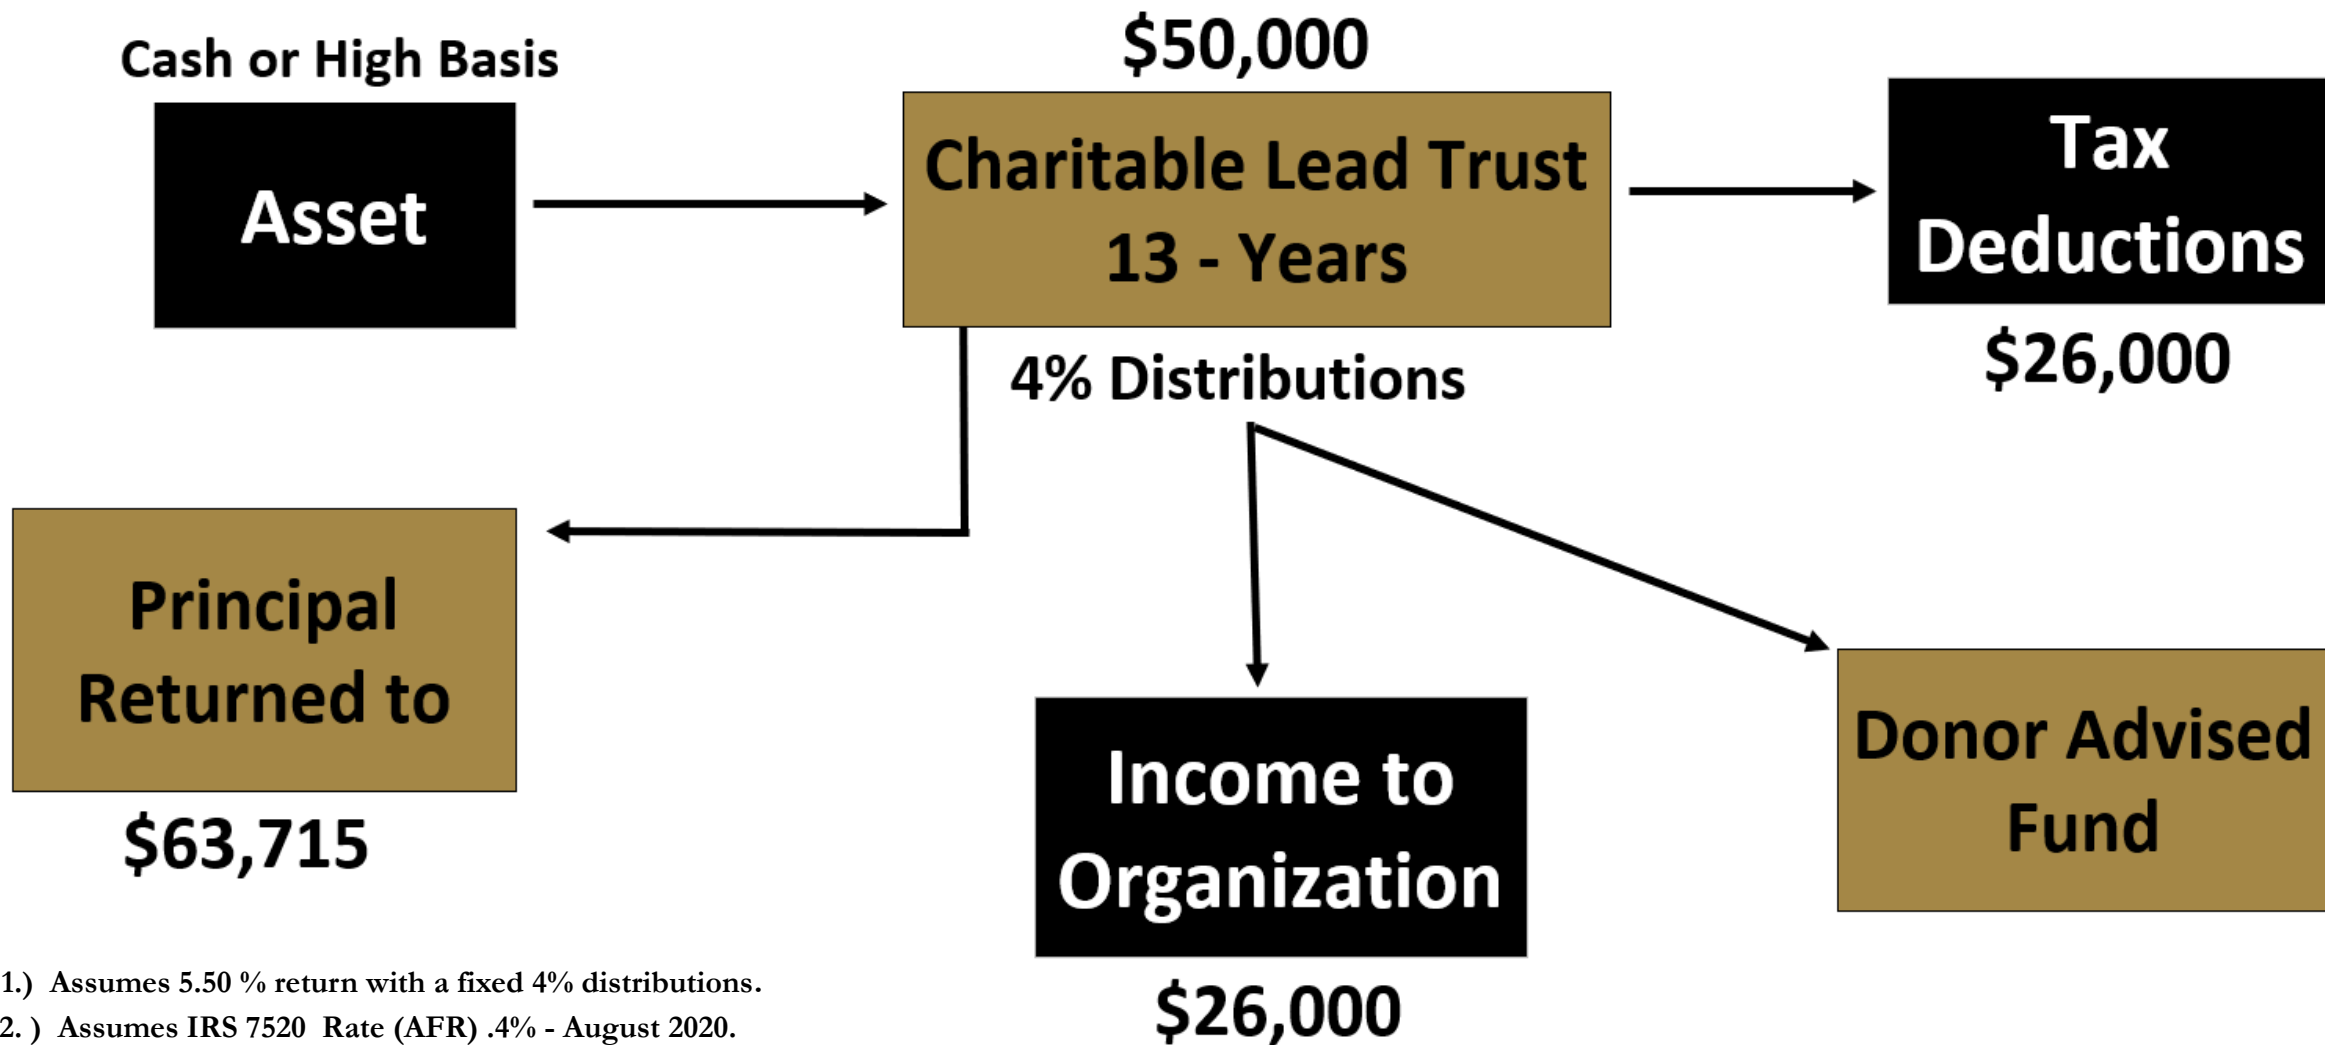 Cash or High Basis
Asset
$50,000
Charitable Lead Trust
13 - Years
Tax
Deductions
$26,000
4% Distributions
Principal
Returned to
$63,715
Income to
Organization
$26,000
Donor Advised
Fund
1.) Assumes 5.50 % return with a fixed 4% distributions.
2. ) Assumes IRS 7520 Rate (AFR) .4% - August 2020.